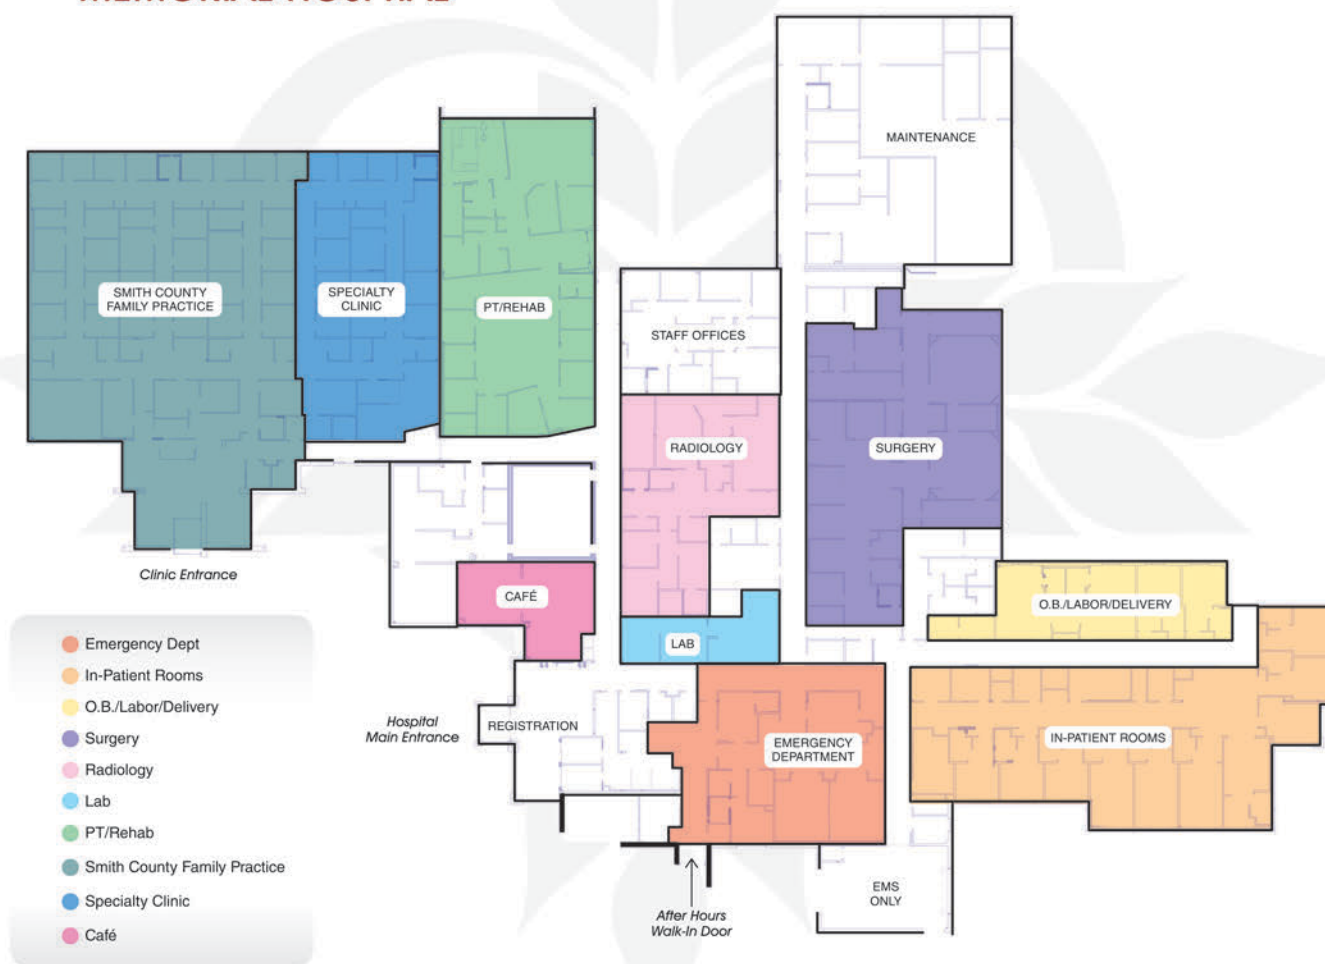 MEMORIAL HOSPITAL
MAINTENANCE
SMITH COUNTY
FAMILY PRACTICE
SPECIALTY
CLINIC
PT/REHAB
STAFF OFFICES
RADIOLOGY
SURGERY
Clinic Entrance
CAFÉ
O.B./LABOR/DELIVERY
LAB
Hospital
Main Entrance
REGISTRATION
EMERGENCY
DEPARTMENT
IN-PATIENT ROOMS
EMS
ONLY
After Hours
Walk-In Door
Emergency Dept
In-Patient Rooms
O.B./Labor/Delivery
Surgery
Radiology
Lab
PT/Rehab
Smith County Family Practice
Specialty Clinic
Café